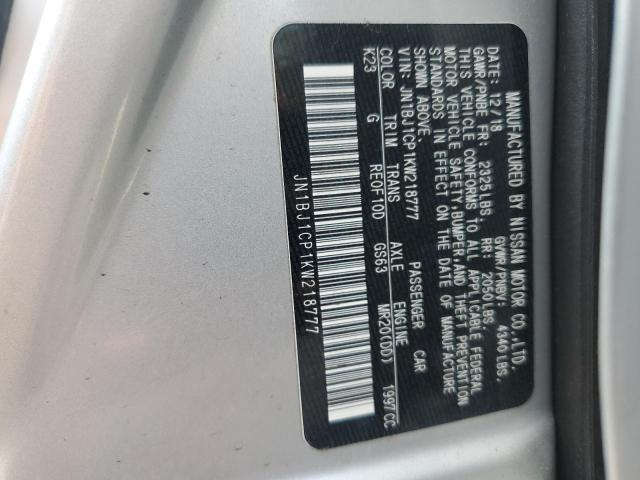 MANUFACTURED BY NISSAN MOTOR CO.,LTD.
DATE: 12/18 GVWR/PNBV: 4340LBS.
GAWR/PNBE FR: 2325LBS. RR: 2050LBS.
THIS VEHICLE CONFORMS TO ALL APPLICABLE FEDERAL
MOTOR VEHICLE SAFETY,BUMPER,AND THEFT PREVENTION
STANDARDS IN EFFECT ON THE DATE OF MANUFACTURE
SHOWN ABOVE.
VIN: JN1BJ1CP1KW218777 PASSENGER CAR
COLOR TRIM TRANS AXLE ENGINE
K23 G RE0F10D GS63 MR20(DD) 1997CC
JN1BJ1CP1KW218777